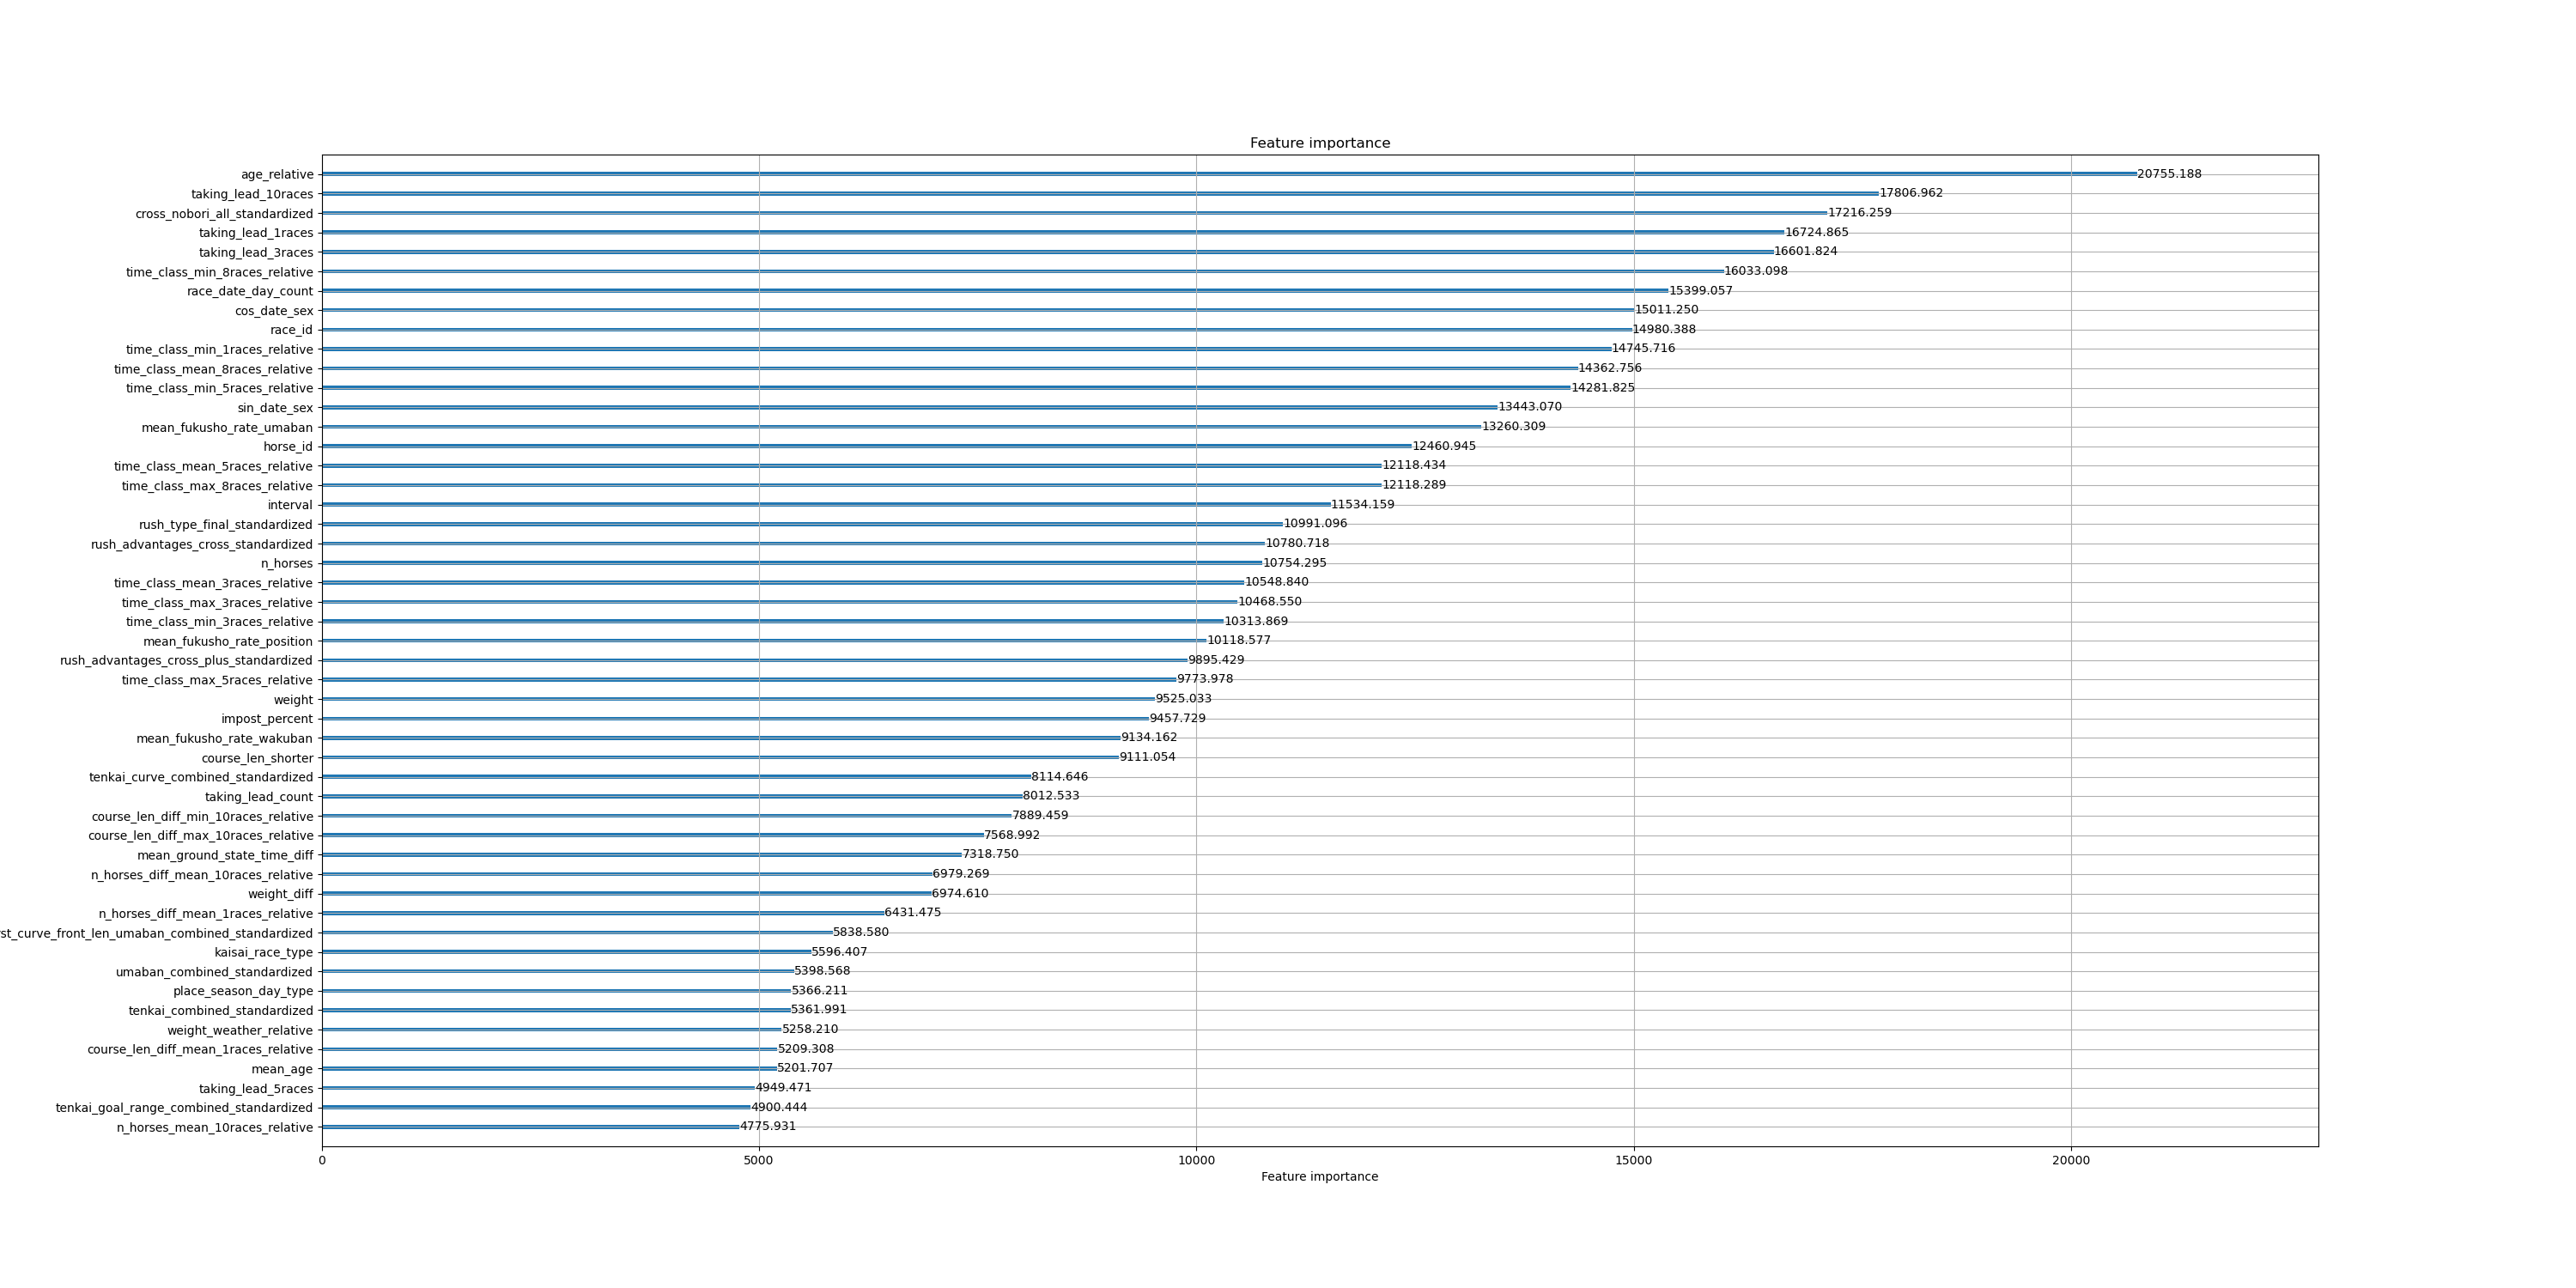 Feature importance
age_relative 20755.188
taking_lead_10races 17806.962
cross_nobori_all_standardized 17216.259
taking_lead_1races 16724.865
taking_lead_3races 16601.824
time_class_min_8races_relative 16033.098
race_date_day_count 15399.057
cos_date_sex 15011.250
race_id 14980.388
time_class_min_1races_relative 14745.716
time_class_mean_8races_relative 14362.756
time_class_min_5races_relative 14281.825
sin_date_sex 13443.070
mean_fukusho_rate_umaban 13260.309
horse_id 12460.945
time_class_mean_5races_relative 12118.434
time_class_max_8races_relative 12118.289
interval 11534.159
rush_type_final_standardized 10991.096
rush_advantages_cross_standardized 10780.718
n_horses 10754.295
time_class_mean_3races_relative 10548.840
time_class_max_3races_relative 10468.550
time_class_min_3races_relative 10313.869
mean_fukusho_rate_position 10118.577
rush_advantages_cross_plus_standardized 9895.429
time_class_max_5races_relative 9773.978
weight 9525.033
impost_percent 9457.729
mean_fukusho_rate_wakuban 9134.162
course_len_shorter 9111.054
tenkai_curve_combined_standardized 8114.646
taking_lead_count 8012.533
course_len_diff_min_10races_relative 7889.459
course_len_diff_max_10races_relative 7568.992
mean_ground_state_time_diff 7318.750
n_horses_diff_mean_10races_relative 6979.269
weight_diff 6974.610
n_horses_diff_mean_1races_relative 6431.475
st_curve_front_len_umaban_combined_standardized 5838.580
kaisai_race_type 5596.407
umaban_combined_standardized 5398.568
place_season_day_type 5366.211
tenkai_combined_standardized 5361.991
weight_weather_relative 5258.210
course_len_diff_mean_1races_relative 5209.308
mean_age 5201.707
taking_lead_5races 4949.471
tenkai_goal_range_combined_standardized 4900.444
n_horses_mean_10races_relative 4775.931
0 5000 10000 15000 20000
Feature importance